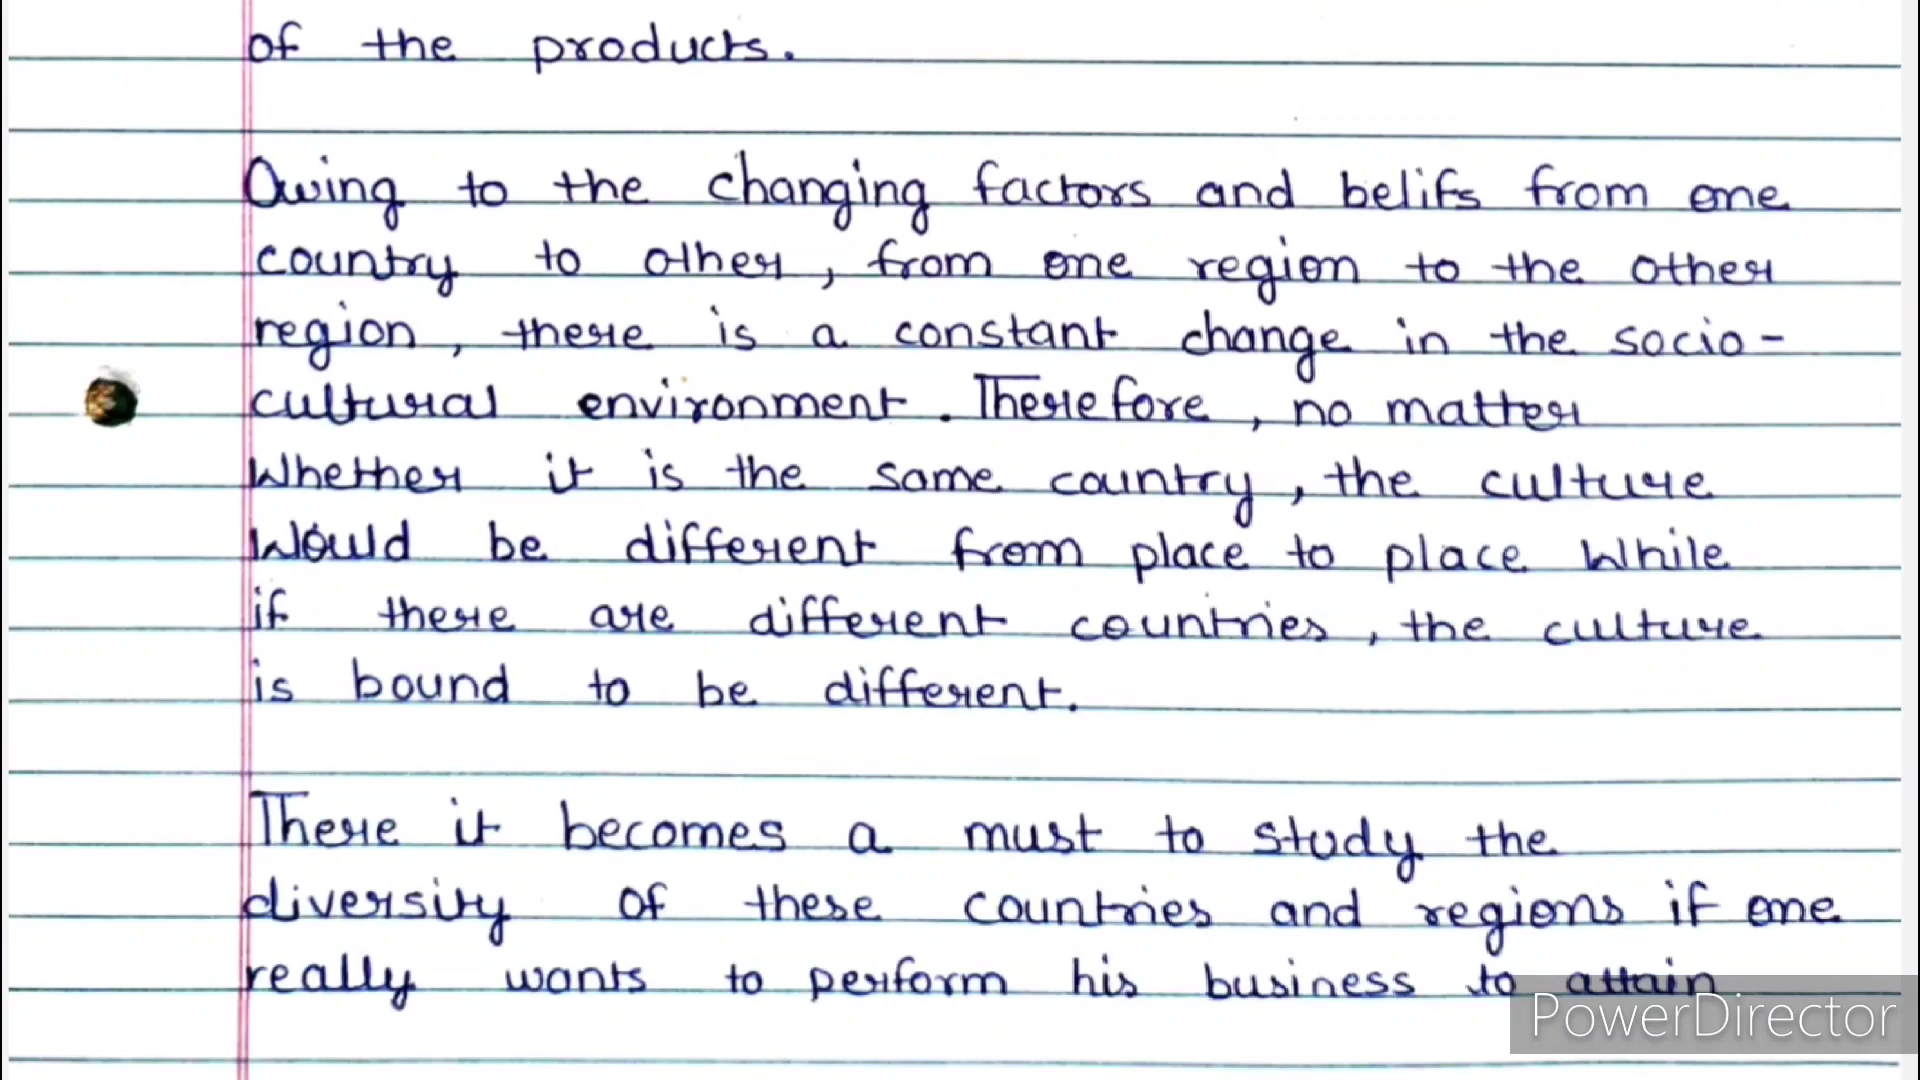 of the products.
Owing to the changing factors and belifs from one
country to other, from one region to the other
region, there is a constant change in the socio-
cultural environment. Therefore, no matter
Whether it is the same country, the culture
Would be different from place to place While
if there are different countries, the culture
is bound to be different.
There it becomes a must to study the
diversity of these countries and regions if one
really wants to perform his business to attain
PowerDirector